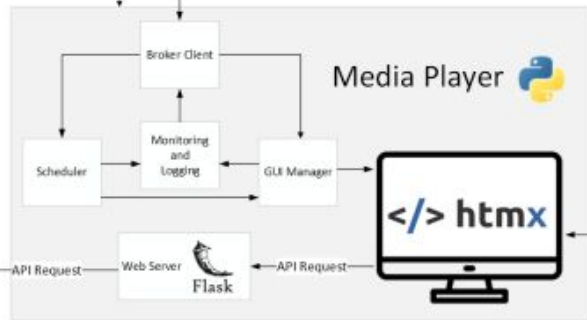 Broker Client
Media Player
Monitoring
and
Logging
Scheduler
GUI Manager
</> htmx
API Request
Web Server
Flask
API Request